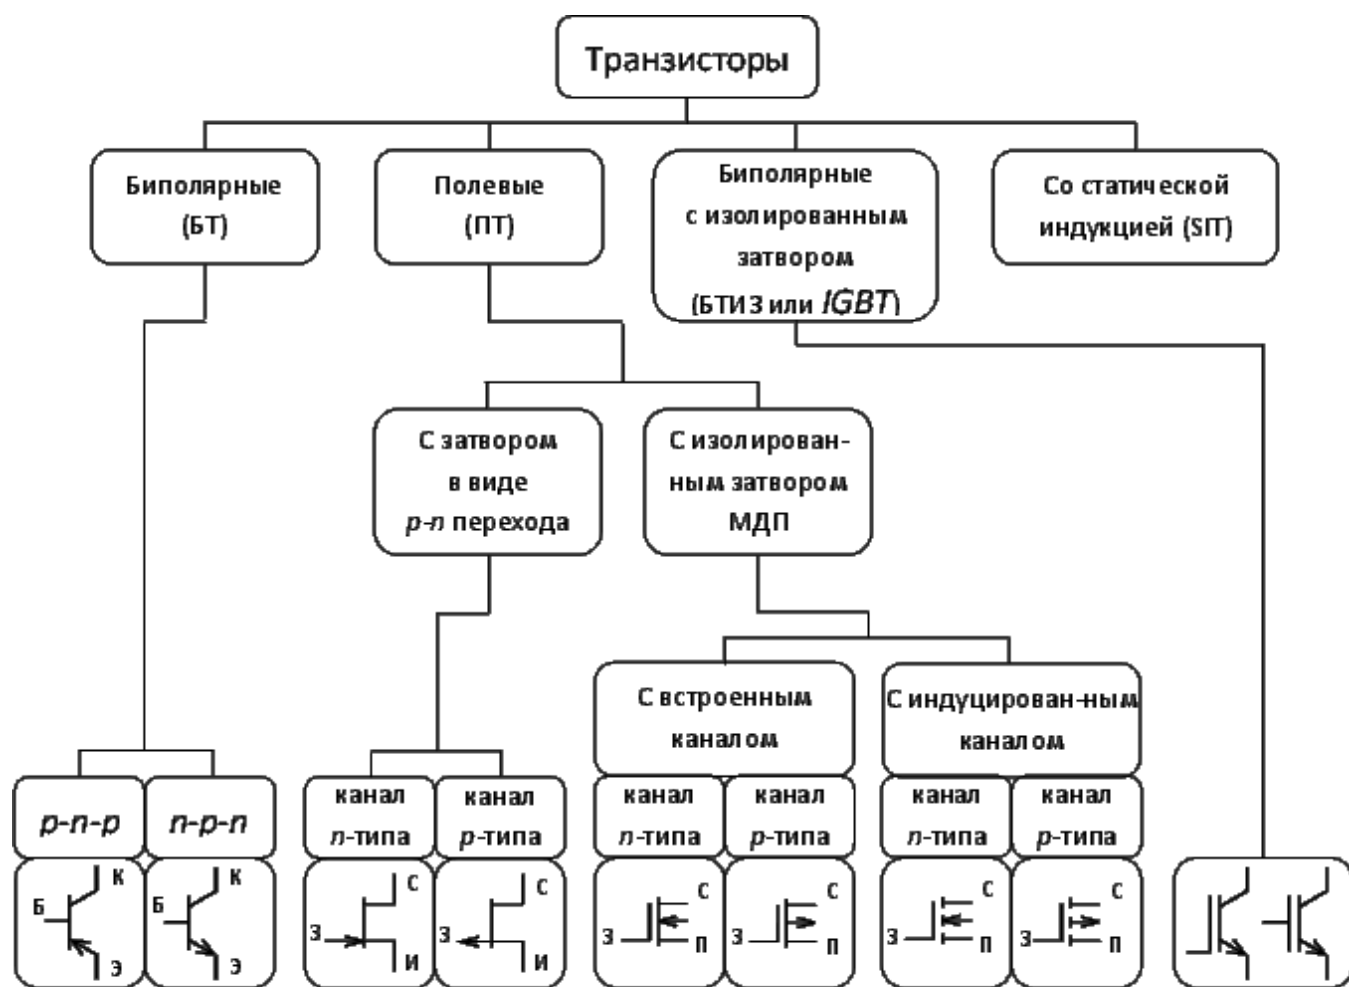 Транзисторы
Биполярные
(БТ)
Полевые
(ПТ)
Биполярные
с изолированным
затвором
(БТИЗ или IGBT)
Со статической
индукцией (SIT)
С затвором
в виде
p-n перехода
С изолирован-
ным затвором
МДП
С встроенным
каналом
С индуцирован-ным
каналом
p-n-p
n-p-n
канал
n-типа
канал
p-типа
канал
n-типа
канал
p-типа
канал
n-типа
канал
p-типа
К
Б
Э
К
Б
Э
С
З
И
С
З
И
С
З
П
С
З
П
С
З
П
С
З
П